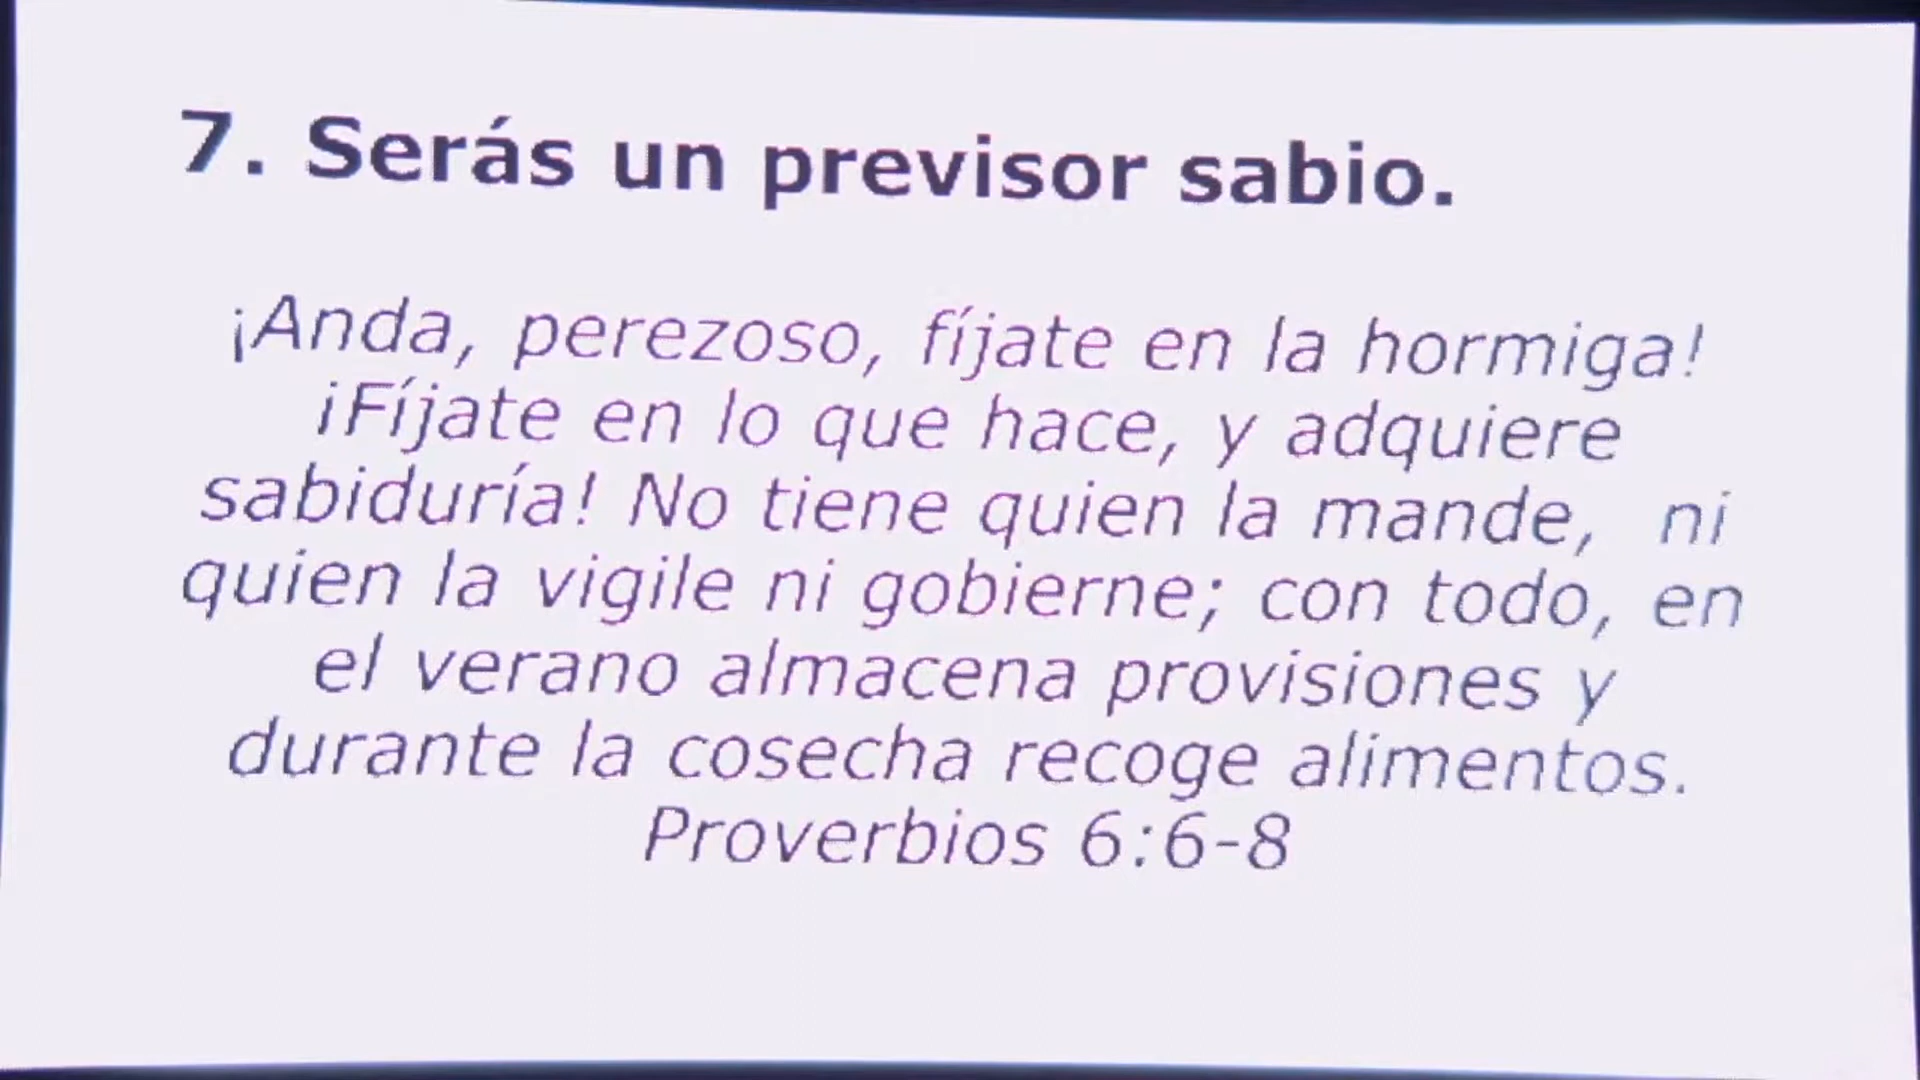 7. Serás un previsor sabio.
¡Anda, perezoso, fíjate en la hormiga!
¡Fíjate en lo que hace, y adquiere
sabiduría! No tiene quien la mande, ni
quien la vigile ni gobierne; con todo, en
el verano almacena provisiones y
durante la cosecha recoge alimentos.
Proverbios 6:6-8